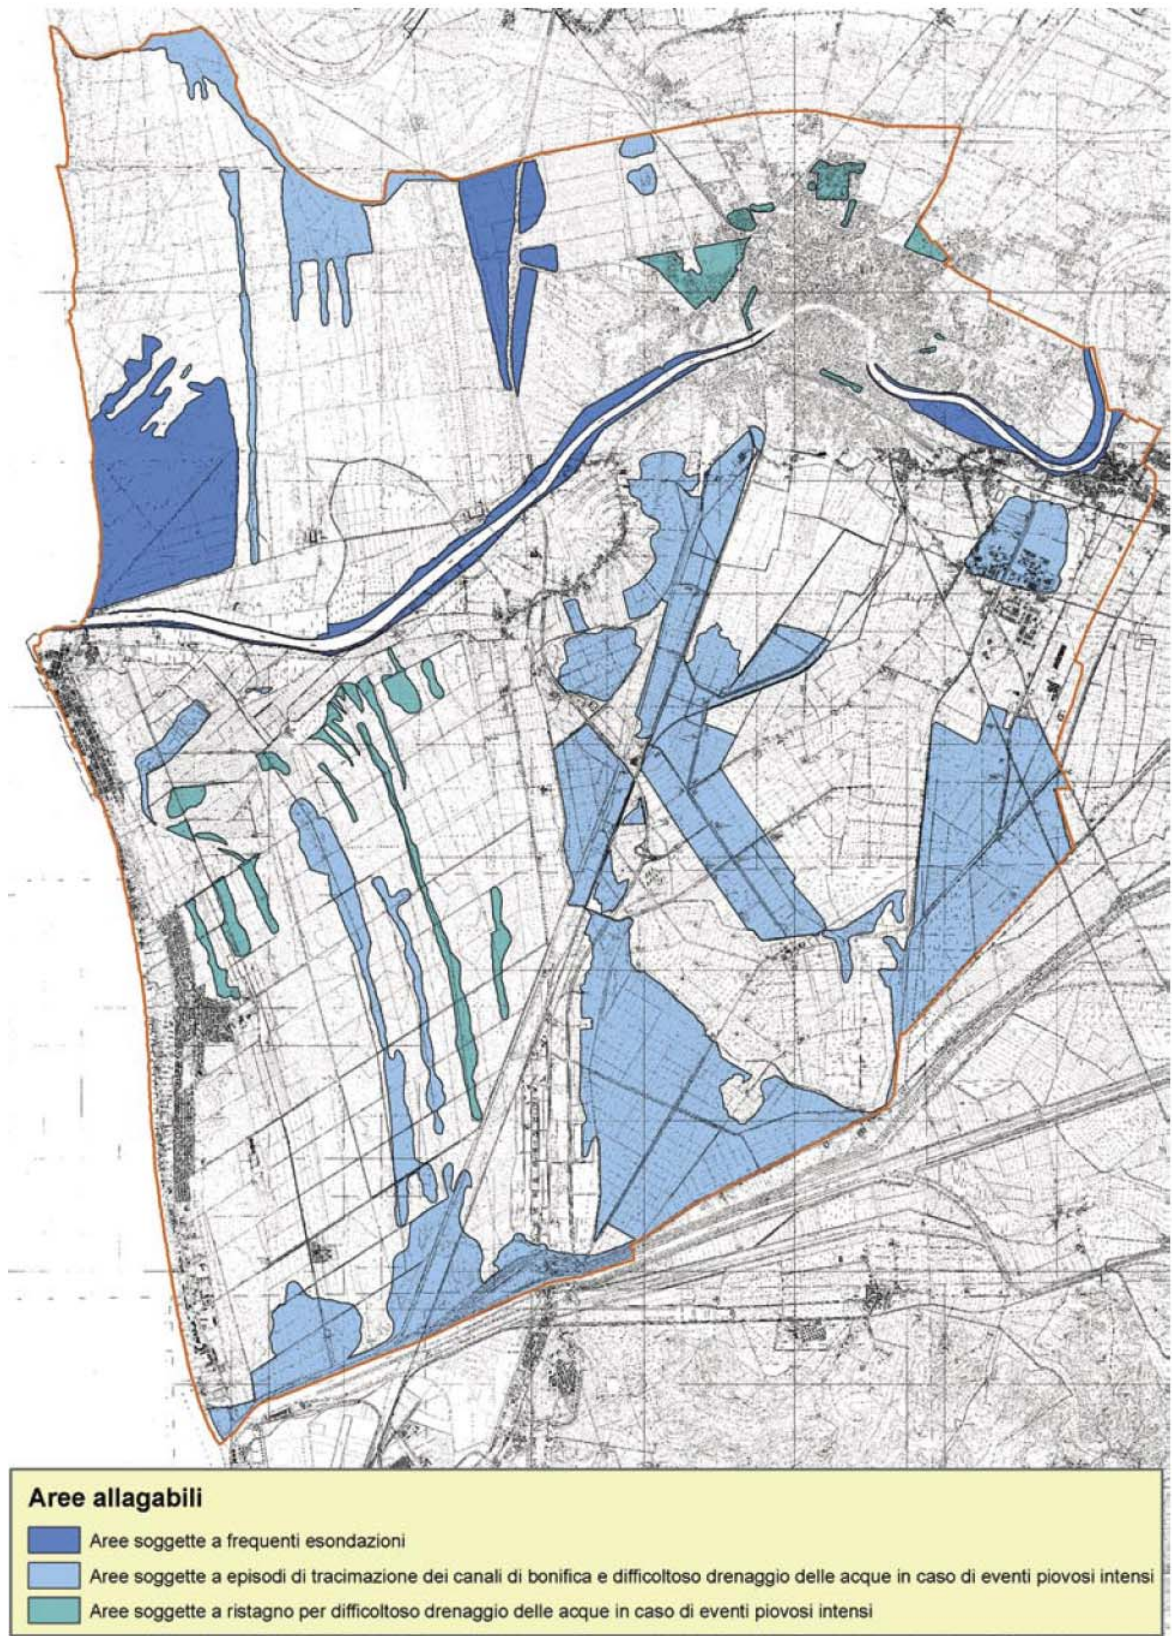 Aree allagabili
Aree soggette a frequenti esondazioni
Aree soggette a episodi di tracimazione dei canali di bonifica e difficoltoso drenaggio delle acque in caso di eventi piovosi intensi
Aree soggette a ristagno per difficoltoso drenaggio delle acque in caso di eventi piovosi intensi